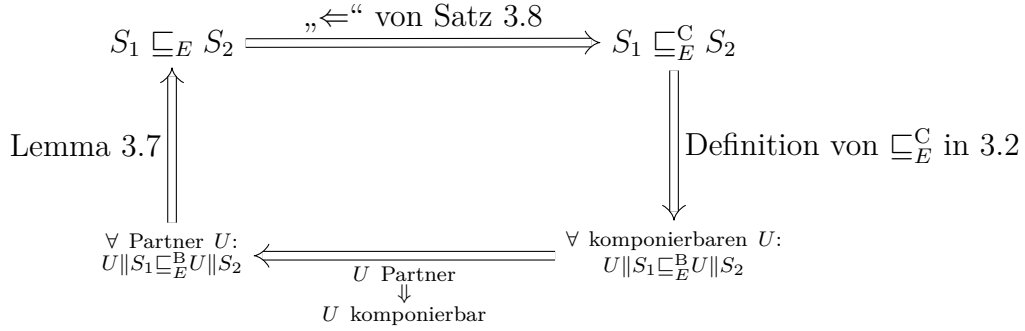 „⇐“ von Satz 3.8
S₁ ⊑_E S₂
S₁ ⊑_E^C S₂
Lemma 3.7
Definition von ⊑_E^C in 3.2
∀ Partner U:
U∥S₁⊑_E^B U∥S₂
∀ komponierbaren U:
U∥S₁⊑_E^B U∥S₂
U Partner
⇓
U komponierbar